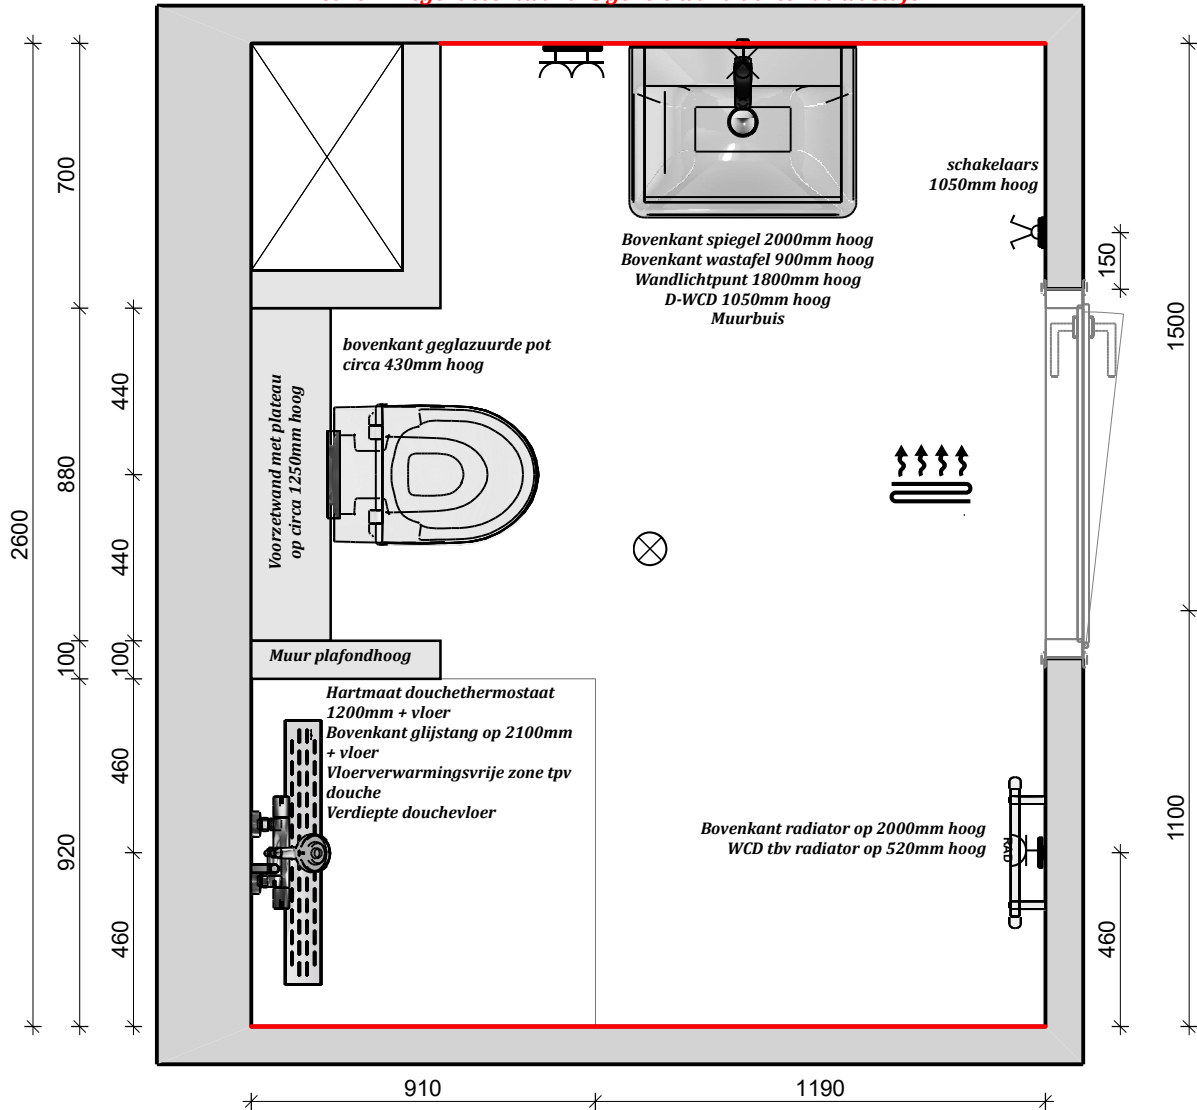 schakelaars
1050mm hoog
Bovenkant spiegel 2000mm hoog
Bovenkant wastafel 900mm hoog
Wandlichtpunt 1800mm hoog
D-WCD 1050mm hoog
Muurbuis
bovenkant geglazuurde pot
circa 430mm hoog
Voorzetwand met plateau
op circa 1250mm hoog
Muur plafondhoog
Hartmaat douchethermostaat
1200mm + vloer
Bovenkant glijstang op 2100mm
+ vloer
Vloerverwarmingsvrije zone tpv
douche
Verdiepte douchevloer
Bovenkant radiator op 2000mm hoog
WCD tbv radiator op 520mm hoog
RAD
2600
700
880
100
920
440
440
100
460
460
150
1500
1100
460
910
1190